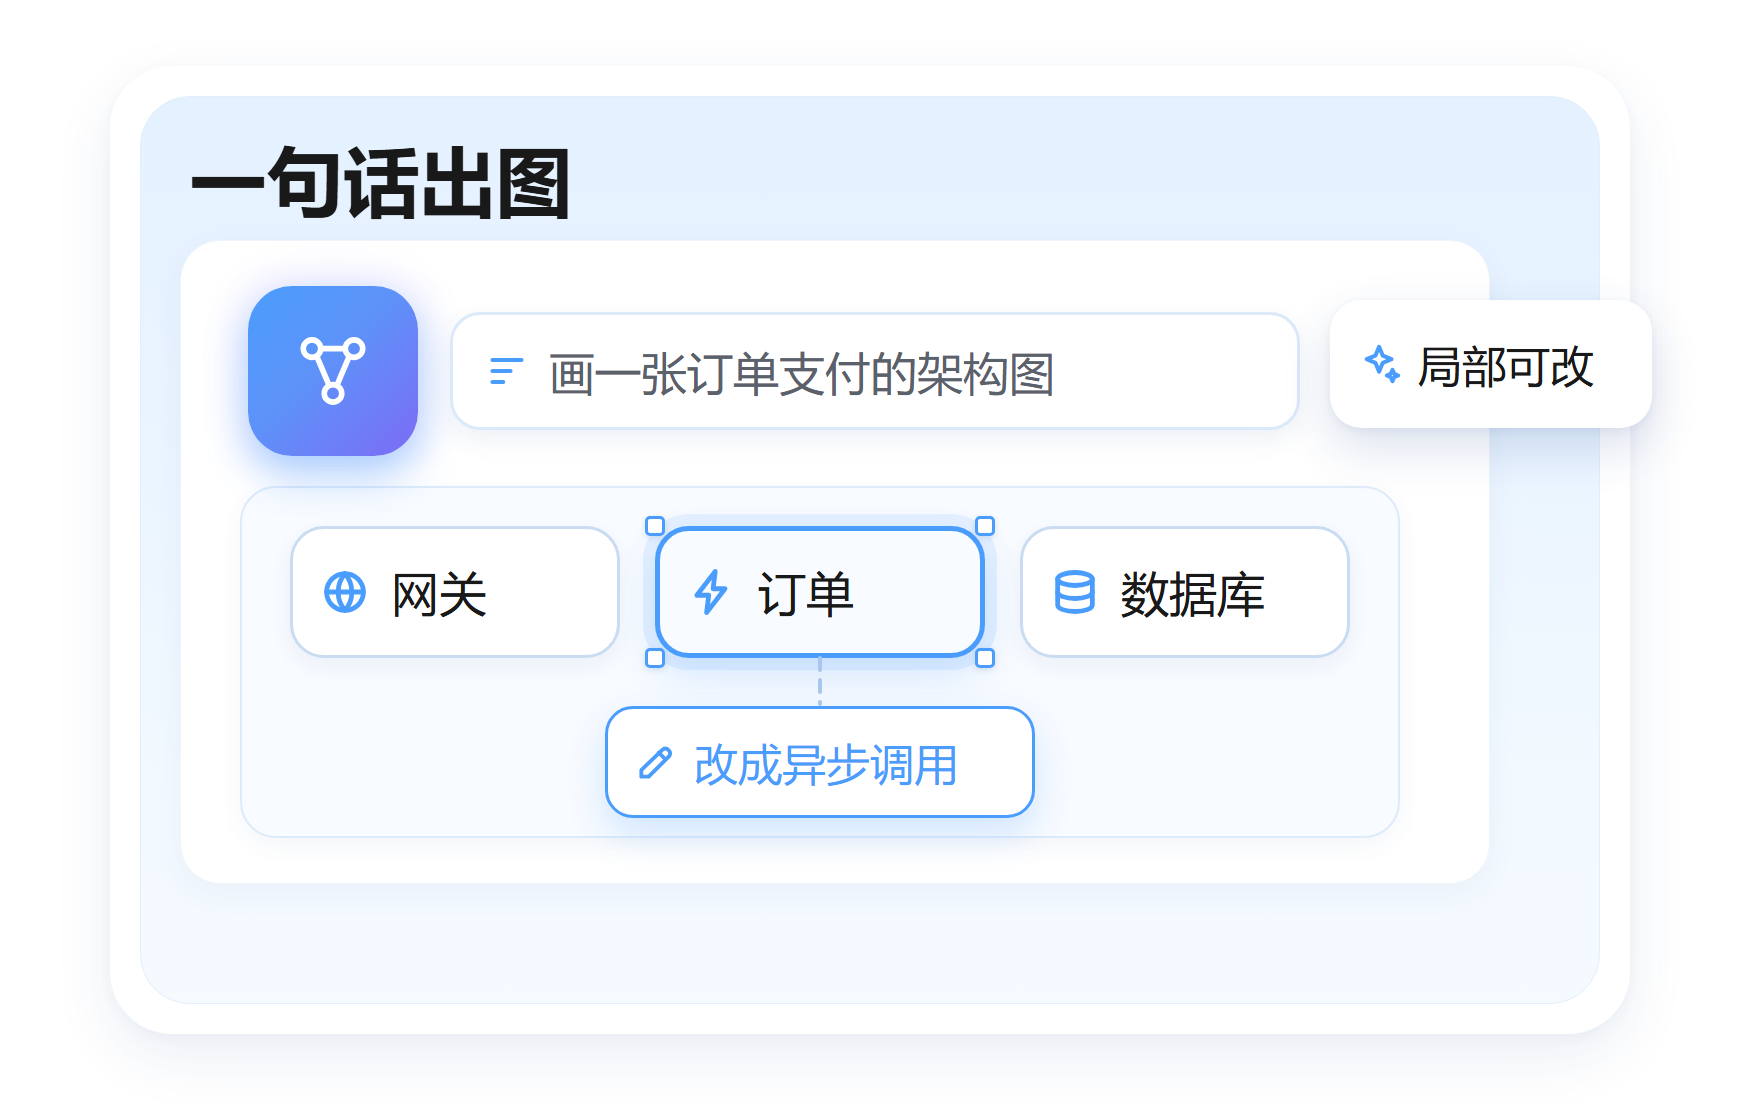 一句话出图
画一张订单支付的架构图
局部可改
网关
订单
数据库
改成异步调用